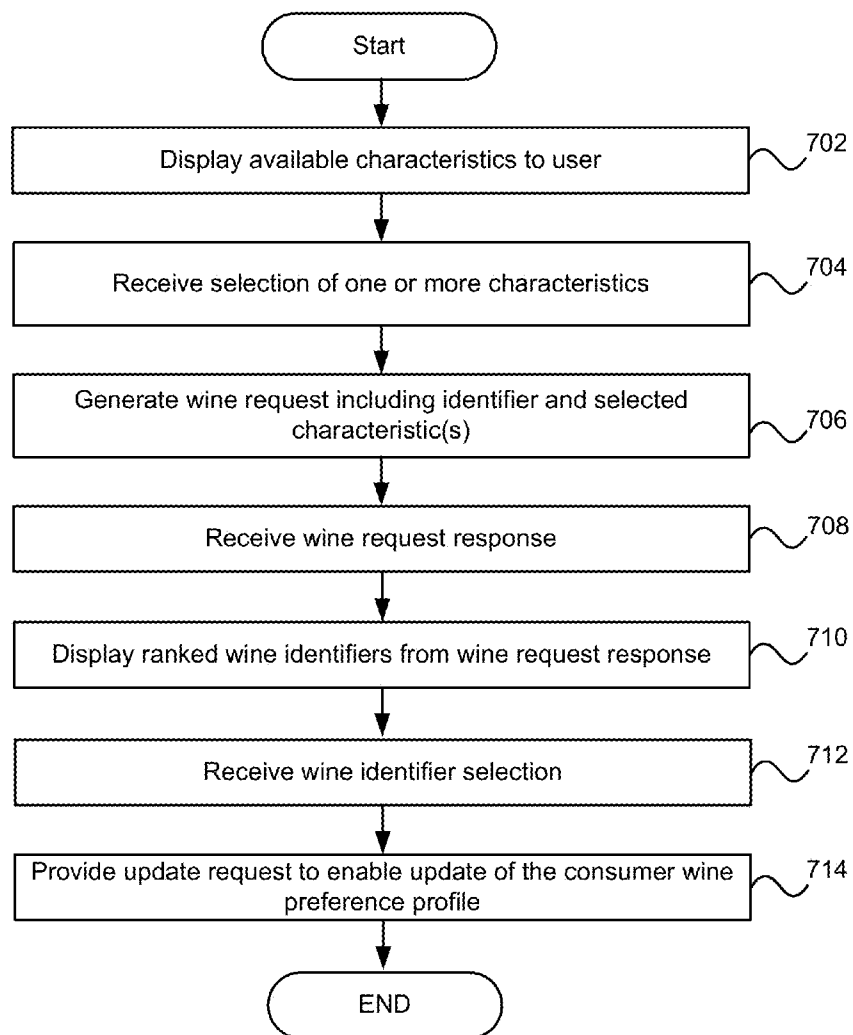 Start
Display available characteristics to user
702
Receive selection of one or more characteristics
704
Generate wine request including identifier and selected
characteristic(s)
706
Receive wine request response
708
Display ranked wine identifiers from wine request response
710
Receive wine identifier selection
712
Provide update request to enable update of the consumer wine
preference profile
714
END